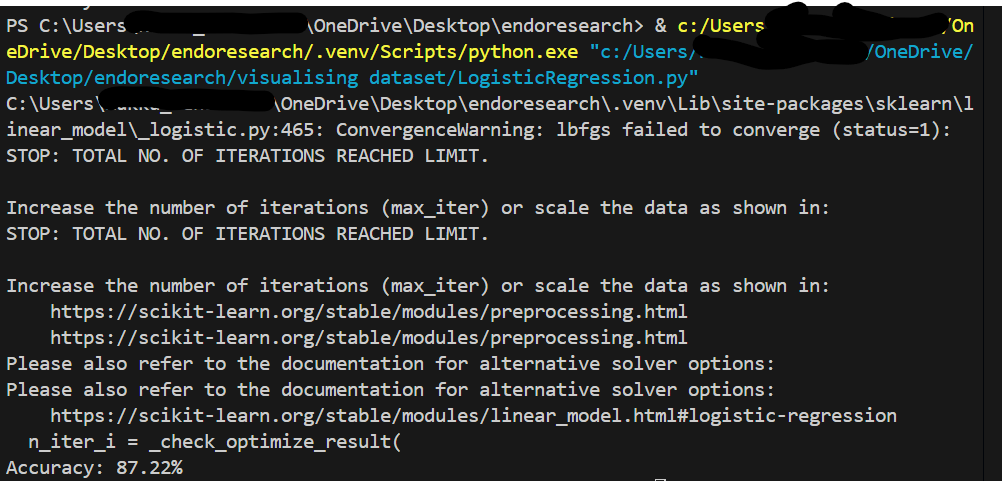 PS C:\Users \OneDrive\Desktop\endoresearch> & c:/Users /On
eDrive/Desktop/endoresearch/.venv/Scripts/python.exe "c:/Users/ /OneDrive/
Desktop/endoresearch/visualising dataset/LogisticRegression.py"
C:\Users\ \OneDrive\Desktop\endoresearch\.venv\Lib\site-packages\sklearn\l
inear_model\_logistic.py:465: ConvergenceWarning: lbfgs failed to converge (status=1):
STOP: TOTAL NO. OF ITERATIONS REACHED LIMIT.

Increase the number of iterations (max_iter) or scale the data as shown in:
STOP: TOTAL NO. OF ITERATIONS REACHED LIMIT.

Increase the number of iterations (max_iter) or scale the data as shown in:
    https://scikit-learn.org/stable/modules/preprocessing.html
    https://scikit-learn.org/stable/modules/preprocessing.html
Please also refer to the documentation for alternative solver options:
Please also refer to the documentation for alternative solver options:
    https://scikit-learn.org/stable/modules/linear_model.html#logistic-regression
  n_iter_i = _check_optimize_result(
Accuracy: 87.22%